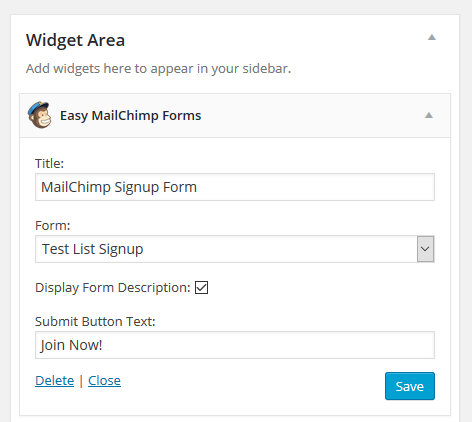 Widget Area
Add widgets here to appear in your sidebar.
Easy MailChimp Forms
Title:
MailChimp Signup Form
Form:
Test List Signup
Display Form Description:
Submit Button Text:
Join Now!
Delete | Close
Save